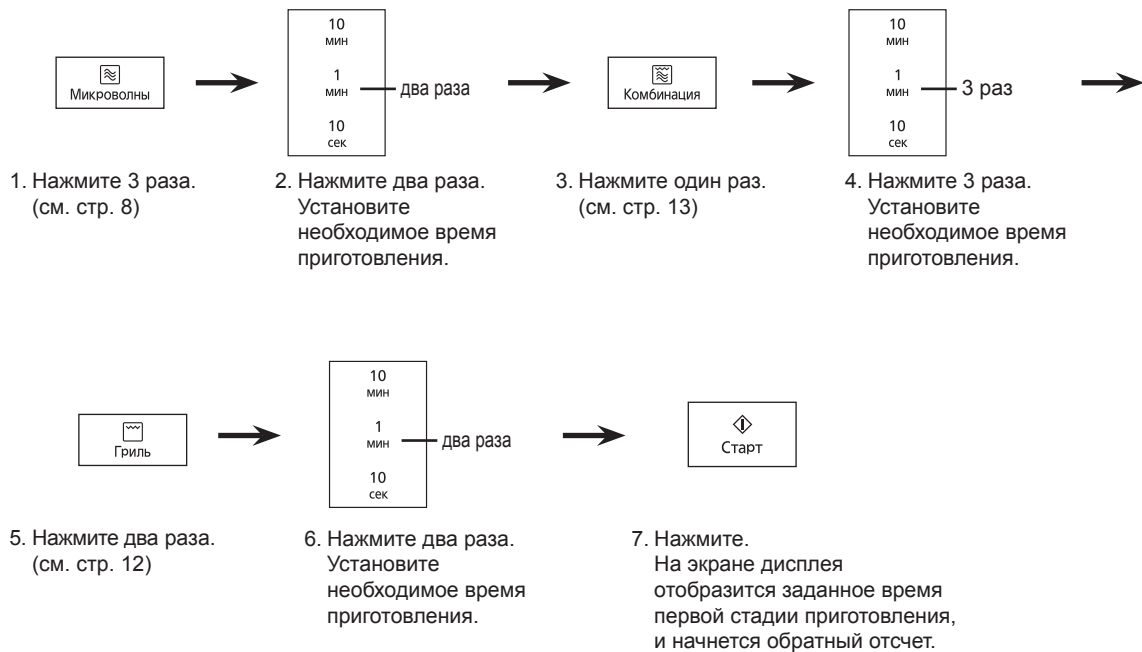 Микроволны
10
мин
1
мин
два раза
10
сек
Комбинация
10
мин
1
мин
3 раз
10
сек
1. Нажмите 3 раза.
(см. стр. 8)
2. Нажмите два раза.
Установите
необходимое время
приготовления.
3. Нажмите один раз.
(см. стр. 13)
4. Нажмите 3 раза.
Установите
необходимое время
приготовления.
Гриль
10
мин
1
мин
два раза
10
сек
Старт
5. Нажмите два раза.
(см. стр. 12)
6. Нажмите два раза.
Установите
необходимое время
приготовления.
7. Нажмите.
На экране дисплея
отобразится заданное время
первой стадии приготовления,
и начнется обратный отсчет.